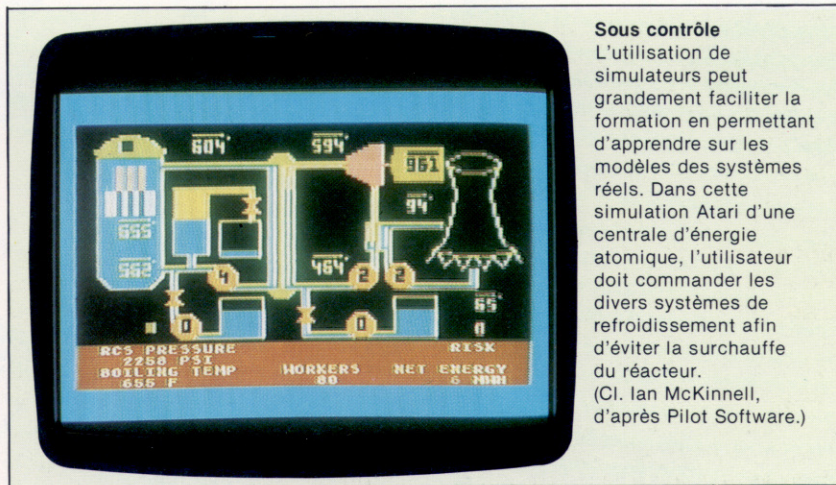 Sous contrôle
L'utilisation de
simulateurs peut
grandement faciliter la
formation en permettant
d'apprendre sur les
modèles des systèmes
réels. Dans cette
simulation Atari d'une
centrale d'énergie
atomique, l'utilisateur
doit commander les
divers systèmes de
refroidissement afin
d'éviter la surchauffe
du réacteur.
(Cl. Ian McKinnell,
d'après Pilot Software.)
604°
594°
961
94°
655°
562°
4
464°
2
2
65°
0
0
0
RCS PRESSURE
2258 PSI
BOILING TEMP
655 F
WORKERS
80
RISK
NET ENERGY
6 MWH